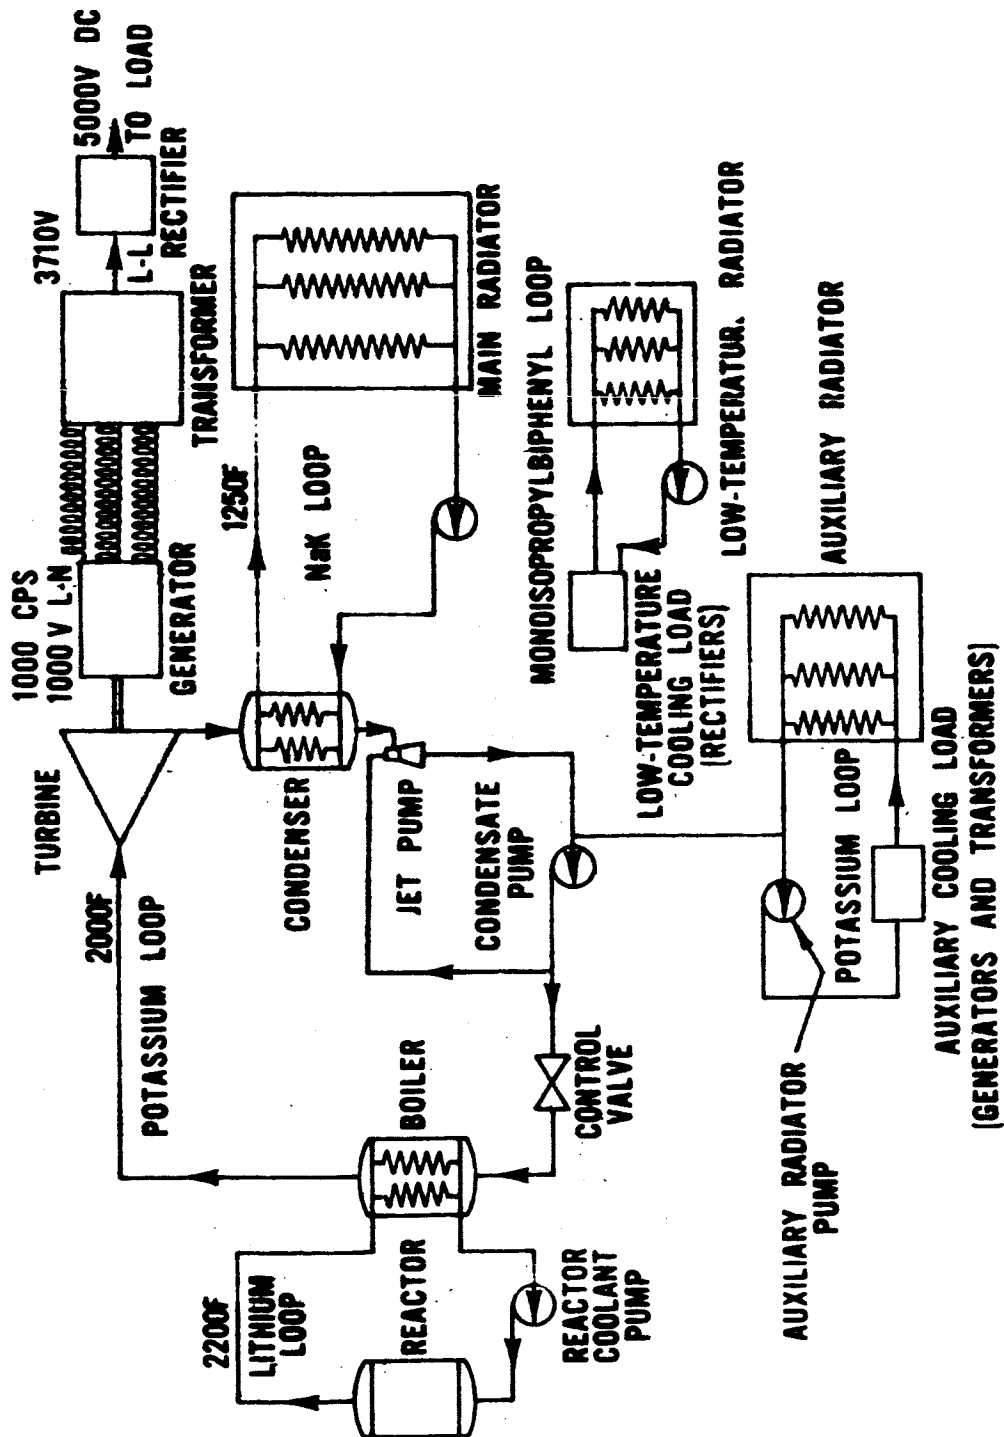 1000 CPS
1000 V L-N
3710V
5000V DC
TO LOAD
L-L
RECTIFIER
TURBINE
GENERATOR
TRANSFORMER
2000F
POTASSIUM LOOP
1250F
NaK LOOP
CONDENSER
MAIN RADIATOR
JET PUMP
CONDENSATE
PUMP
MONOISOPROPYLBIPHENYL LOOP
2200F
LITHIUM
LOOP
BOILER
REACTOR
CONTROL
VALVE
REACTOR
COOLANT
PUMP
LOW-TEMPERATURE
COOLING LOAD
(RECTIFIERS)
LOW-TEMPERATUR. RADIATOR
AUXILIARY RADIATOR
AUXILIARY RADIATOR
PUMP
POTASSIUM LOOP
AUXILIARY COOLING LOAD
(GENERATORS AND TRANSFORMERS)